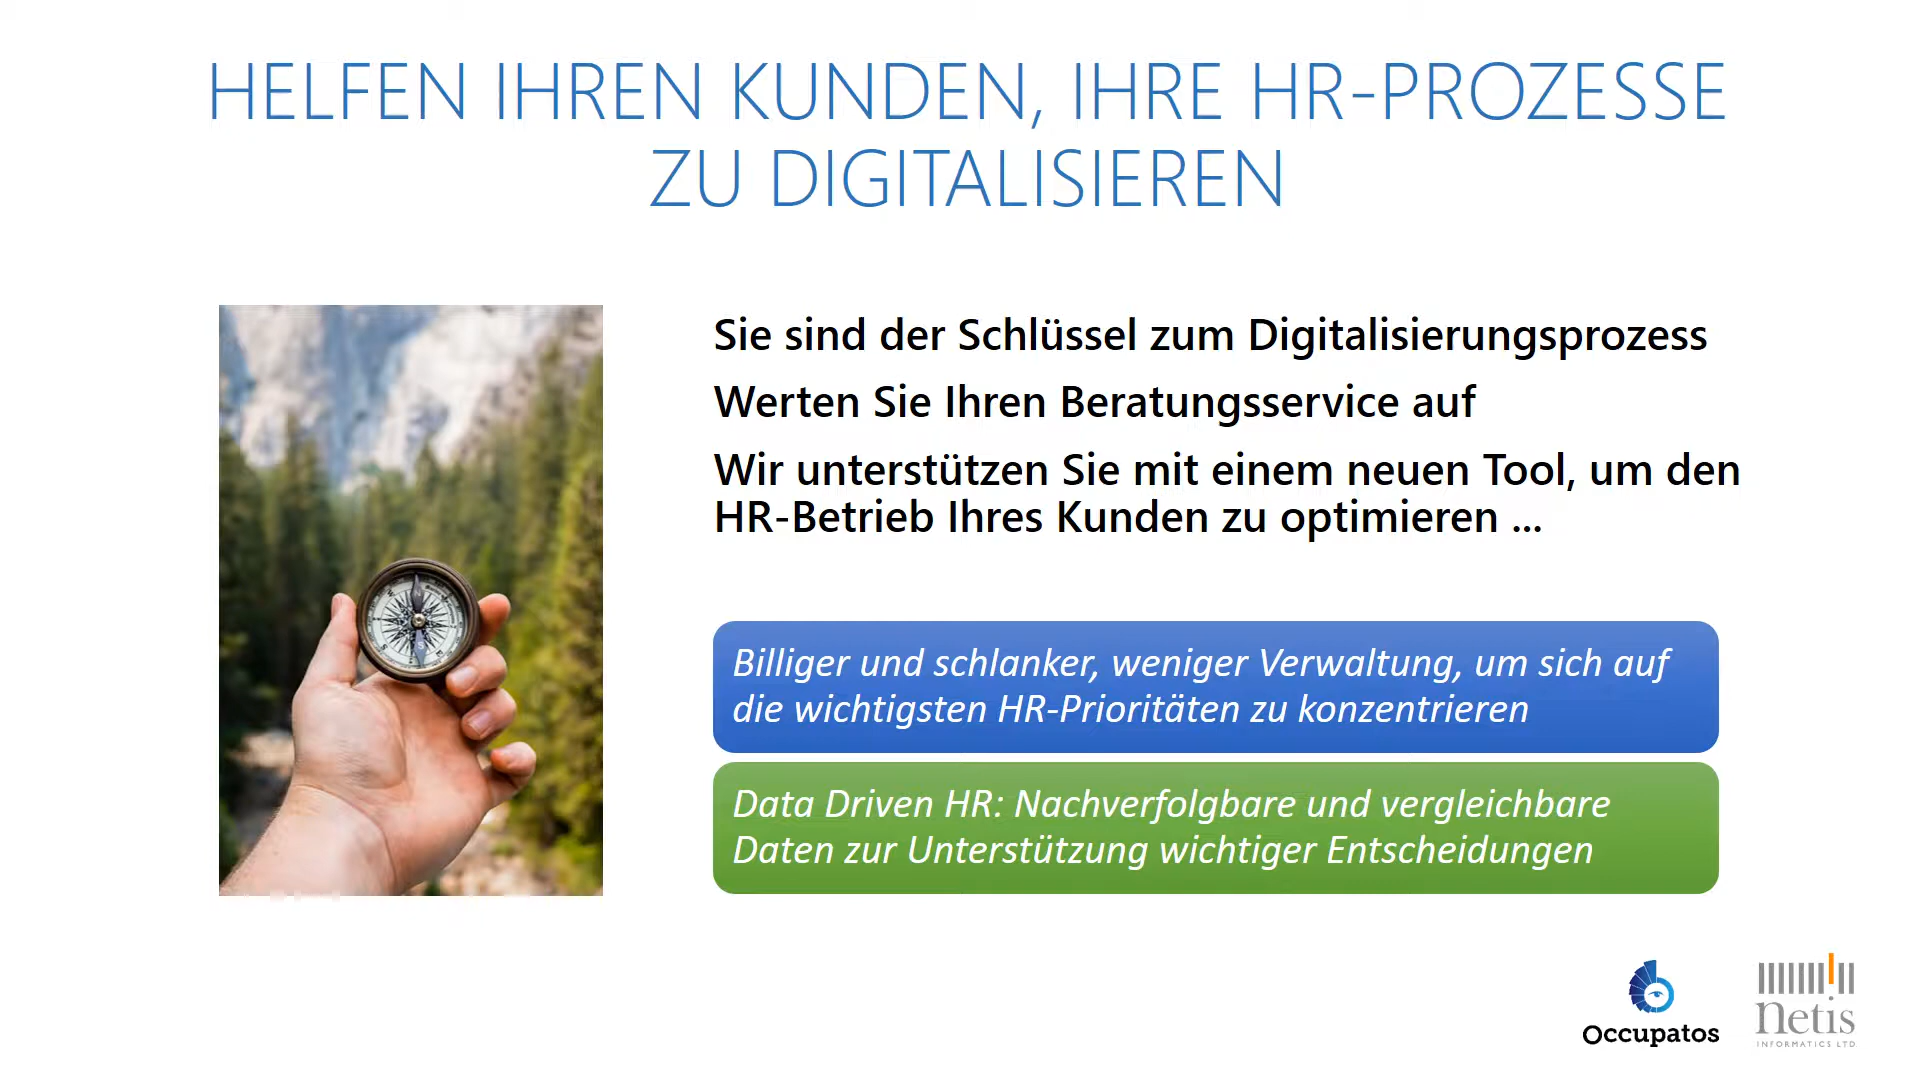 HELFEN IHREN KUNDEN, IHRE HR-PROZESSE
ZU DIGITALISIEREN
Sie sind der Schlüssel zum Digitalisierungsprozess
Werten Sie Ihren Beratungsservice auf
Wir unterstützen Sie mit einem neuen Tool, um den
HR-Betrieb Ihres Kunden zu optimieren ...
Billiger und schlanker, weniger Verwaltung, um sich auf
die wichtigsten HR-Prioritäten zu konzentrieren
Data Driven HR: Nachverfolgbare und vergleichbare
Daten zur Unterstützung wichtiger Entscheidungen
Occupatos
netis
INFORMATICS LTD.